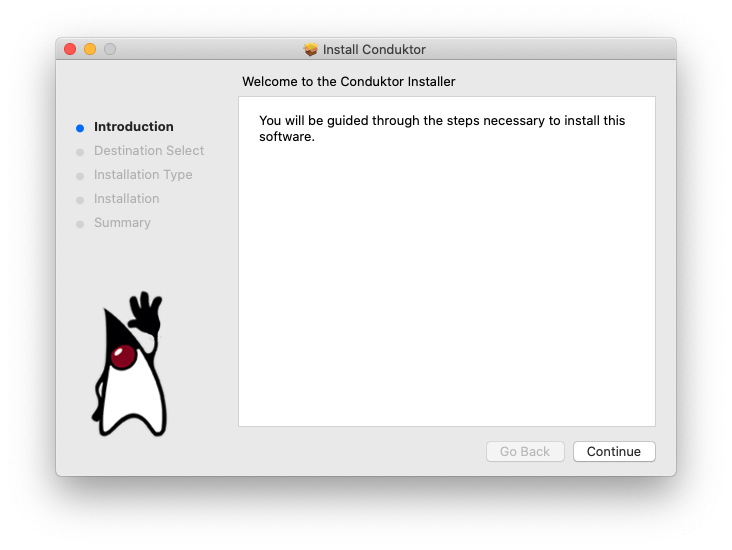 Install Conduktor
Welcome to the Conduktor Installer
Introduction
Destination Select
Installation Type
Installation
Summary
You will be guided through the steps necessary to install this
software.
Go Back
Continue